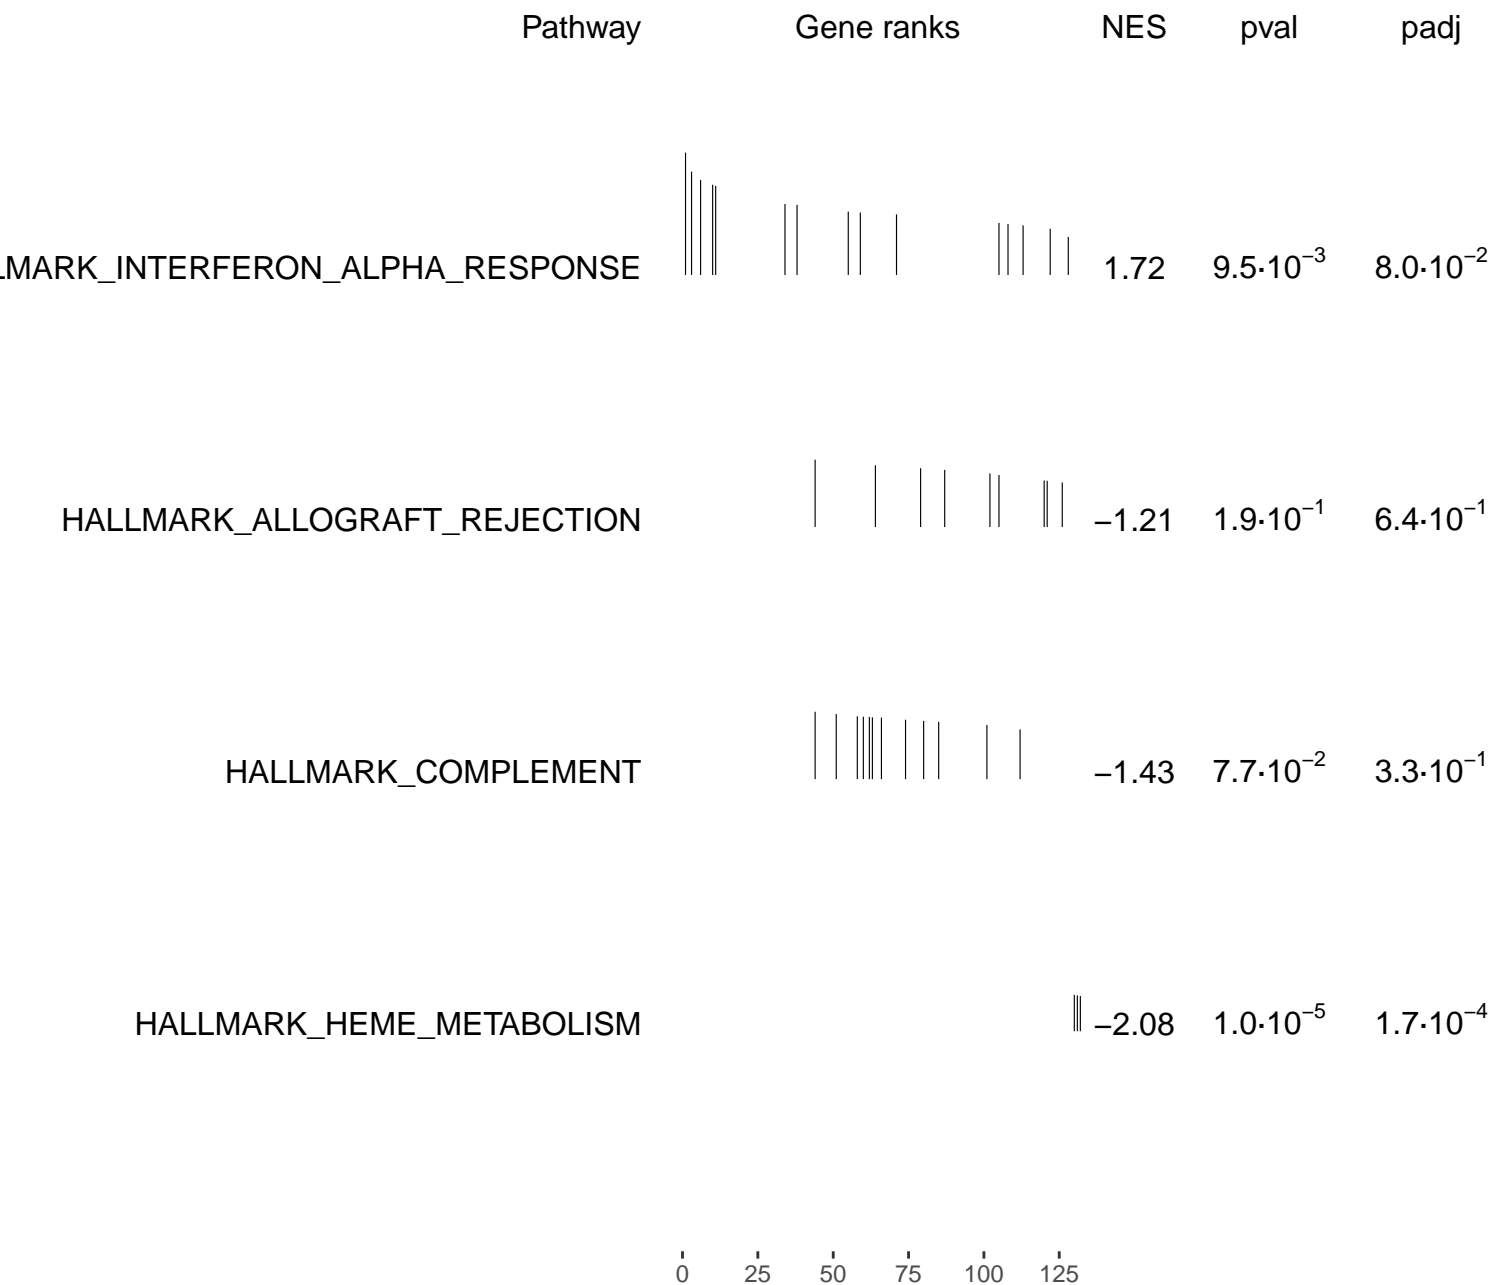 Pathway Gene ranks NES pval padj
LMARK_INTERFERON_ALPHA_RESPONSE 1.72 9.5·10⁻³ 8.0·10⁻²
HALLMARK_ALLOGRAFT_REJECTION −1.21 1.9·10⁻¹ 6.4·10⁻¹
HALLMARK_COMPLEMENT −1.43 7.7·10⁻² 3.3·10⁻¹
HALLMARK_HEME_METABOLISM −2.08 1.0·10⁻⁵ 1.7·10⁻⁴
0 25 50 75 100 125